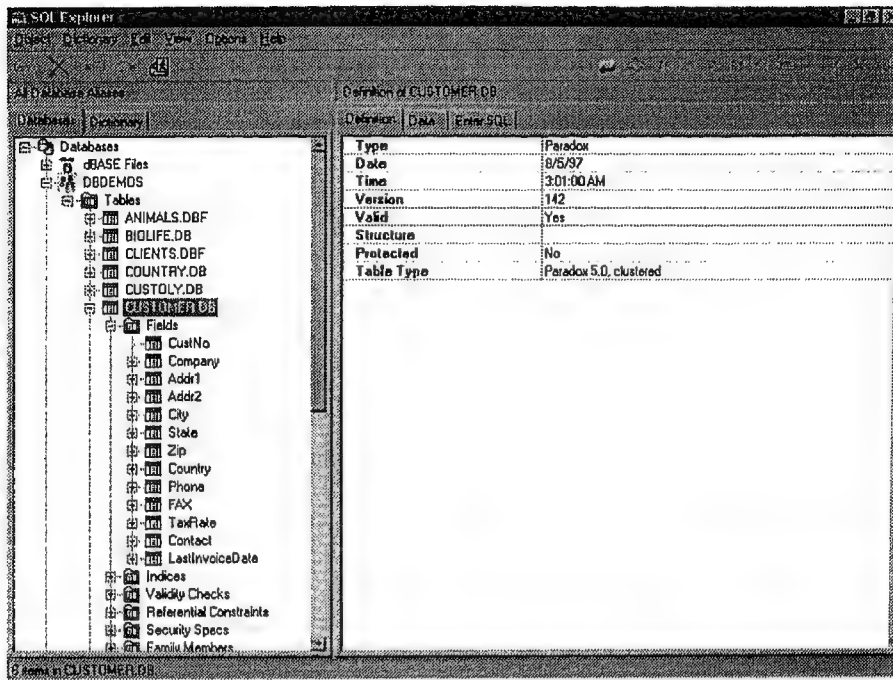 SQL Explorer
Object Dictionary Edit View Options Help
All Database Aliases
Definition of CUSTOMER.DB
Databases Dictionary
Definition Data Enter SQL
Databases
dBASE Files
DBDEMOS
Tables
ANIMALS.DBF
BIOLIFE.DB
CLIENTS.DBF
COUNTRY.DB
CUSTOLY.DB
CUSTOMER.DB
Fields
CustNo
Company
Addr1
Addr2
City
State
Zip
Country
Phone
FAX
TaxRate
Contact
LastInvoiceDate
Indices
Validity Checks
Referential Constraints
Security Specs
Family Members
Type Paradox
Date 8/5/97
Time 3:01:00 AM
Version 142
Valid Yes
Structure
Protected No
Table Type Paradox 5.0, clustered
items in CUSTOMER.DB